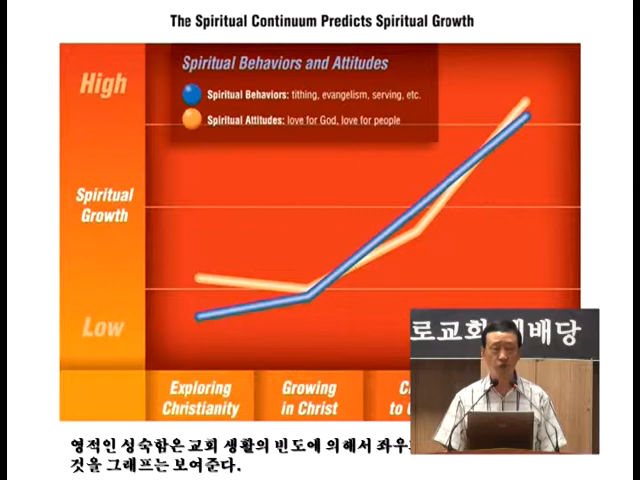 The Spiritual Continuum Predicts Spiritual Growth
High
Spiritual Behaviors and Attitudes
Spiritual Behaviors: tithing, evangelism, serving, etc.
Spiritual Attitudes: love for God, love for people
Spiritual
Growth
Low
로교회 예배당
Exploring
Christianity
Growing
in Christ
to
영적인 성숙함은 교회 생활의 빈도에 의해서
것을 그래프는 보여준다.